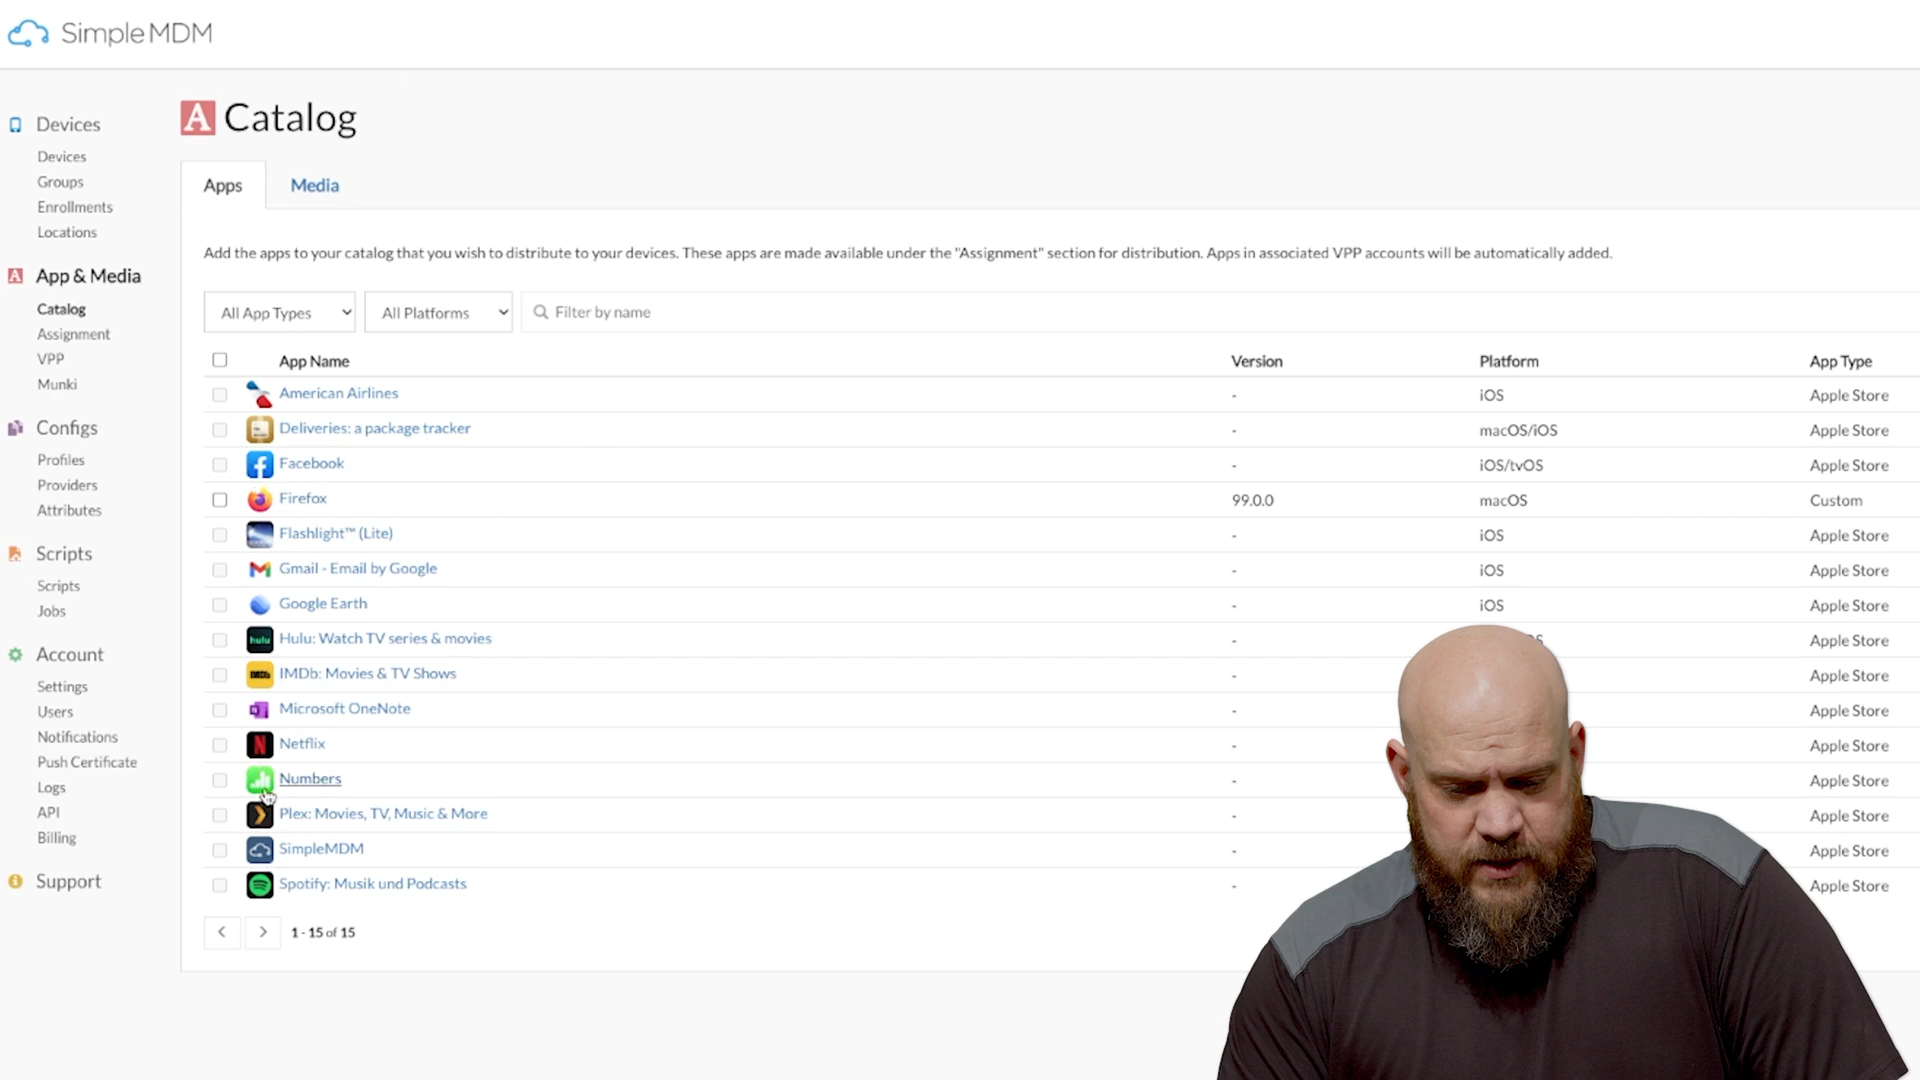 SimpleMDM
Devices
Devices
Groups
Enrollments
Locations
App & Media
Catalog
Assignment
VPP
Munki
Configs
Profiles
Providers
Attributes
Scripts
Scripts
Jobs
Account
Settings
Users
Notifications
Push Certificate
Logs
API
Billing
Support
A Catalog
Apps Media
Add the apps to your catalog that you wish to distribute to your devices. These apps are made available under the "Assignment" section for distribution. Apps in associated VPP accounts will be automatically added.
All App Types All Platforms Filter by name
App Name Version Platform App Type
American Airlines - iOS Apple Store
Deliveries: a package tracker - macOS/iOS Apple Store
Facebook - iOS/tvOS Apple Store
Firefox 99.0.0 macOS Custom
Flashlight™ (Lite) - iOS Apple Store
Gmail - Email by Google - iOS Apple Store
Google Earth - iOS Apple Store
hulu Hulu: Watch TV series & movies - Apple Store
IMDb IMDb: Movies & TV Shows - Apple Store
Microsoft OneNote - Apple Store
Netflix - Apple Store
Numbers - Apple Store
Plex: Movies, TV, Music & More - Apple Store
SimpleMDM - Apple Store
Spotify: Musik und Podcasts - Apple Store
1 - 15 of 15